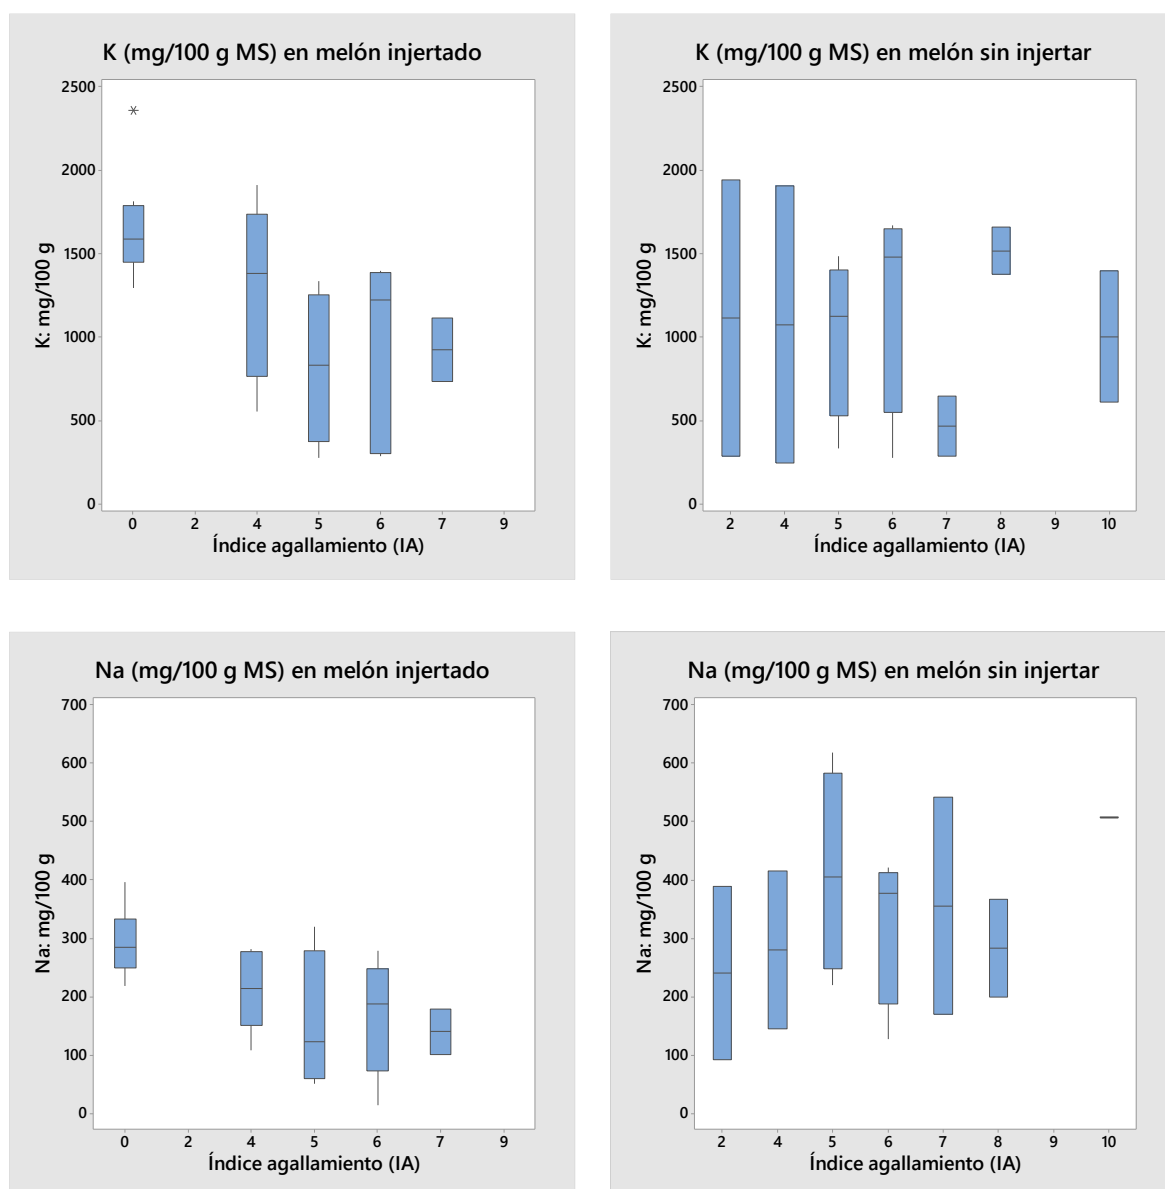 K (mg/100 g MS) en melón injertado
2500
2000
1500
1000
500
0
K: mg/100 g
0 2 4 5 6 7 9
Índice agallamiento (IA)
K (mg/100 g MS) en melón sin injertar
2500
2000
1500
1000
500
0
K: mg/100 g
2 4 5 6 7 8 9 10
Índice agallamiento (IA)
Na (mg/100 g MS) en melón injertado
700
600
500
400
300
200
100
0
Na: mg/100 g
0 2 4 5 6 7 9
Índice agallamiento (IA)
Na (mg/100 g MS) en melón sin injertar
700
600
500
400
300
200
100
0
Na: mg/100 g
2 4 5 6 7 8 9 10
Índice agallamiento (IA)